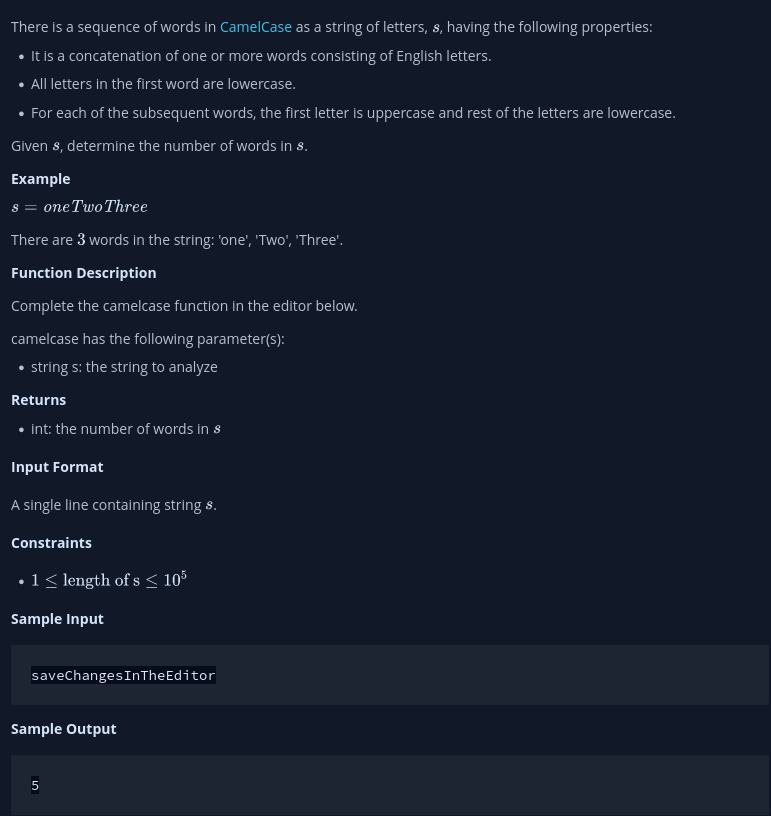 There is a sequence of words in CamelCase as a string of letters, s, having the following properties:
• It is a concatenation of one or more words consisting of English letters.
• All letters in the first word are lowercase.
• For each of the subsequent words, the first letter is uppercase and rest of the letters are lowercase.
Given s, determine the number of words in s.
Example
s = oneTwoThree
There are 3 words in the string: 'one', 'Two', 'Three'.
Function Description
Complete the camelcase function in the editor below.
camelcase has the following parameter(s):
• string s: the string to analyze
Returns
• int: the number of words in s
Input Format
A single line containing string s.
Constraints
• 1 ≤ length of s ≤ 10⁵
Sample Input
saveChangesInTheEditor
Sample Output
5